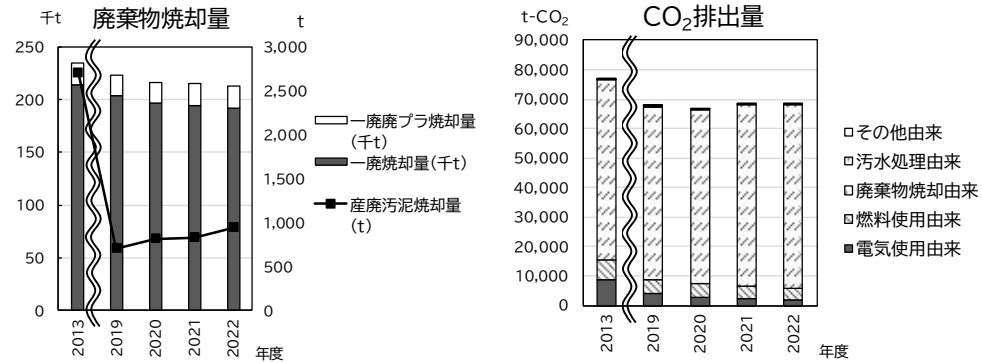 廃棄物焼却量
千t
t
250
200
150
100
50
0
3,000
2,500
2,000
1,500
1,000
500
0
2013
2019
2020
2021
2022
年度
一廃廃プラ焼却量
(千t)
一廃焼却量(千t)
産廃汚泥焼却量
(t)
CO₂排出量
t-CO₂
90,000
80,000
70,000
60,000
50,000
40,000
30,000
20,000
10,000
0
2013
2019
2020
2021
2022
年度
その他由来
汚水処理由来
廃棄物焼却由来
燃料使用由来
電気使用由来